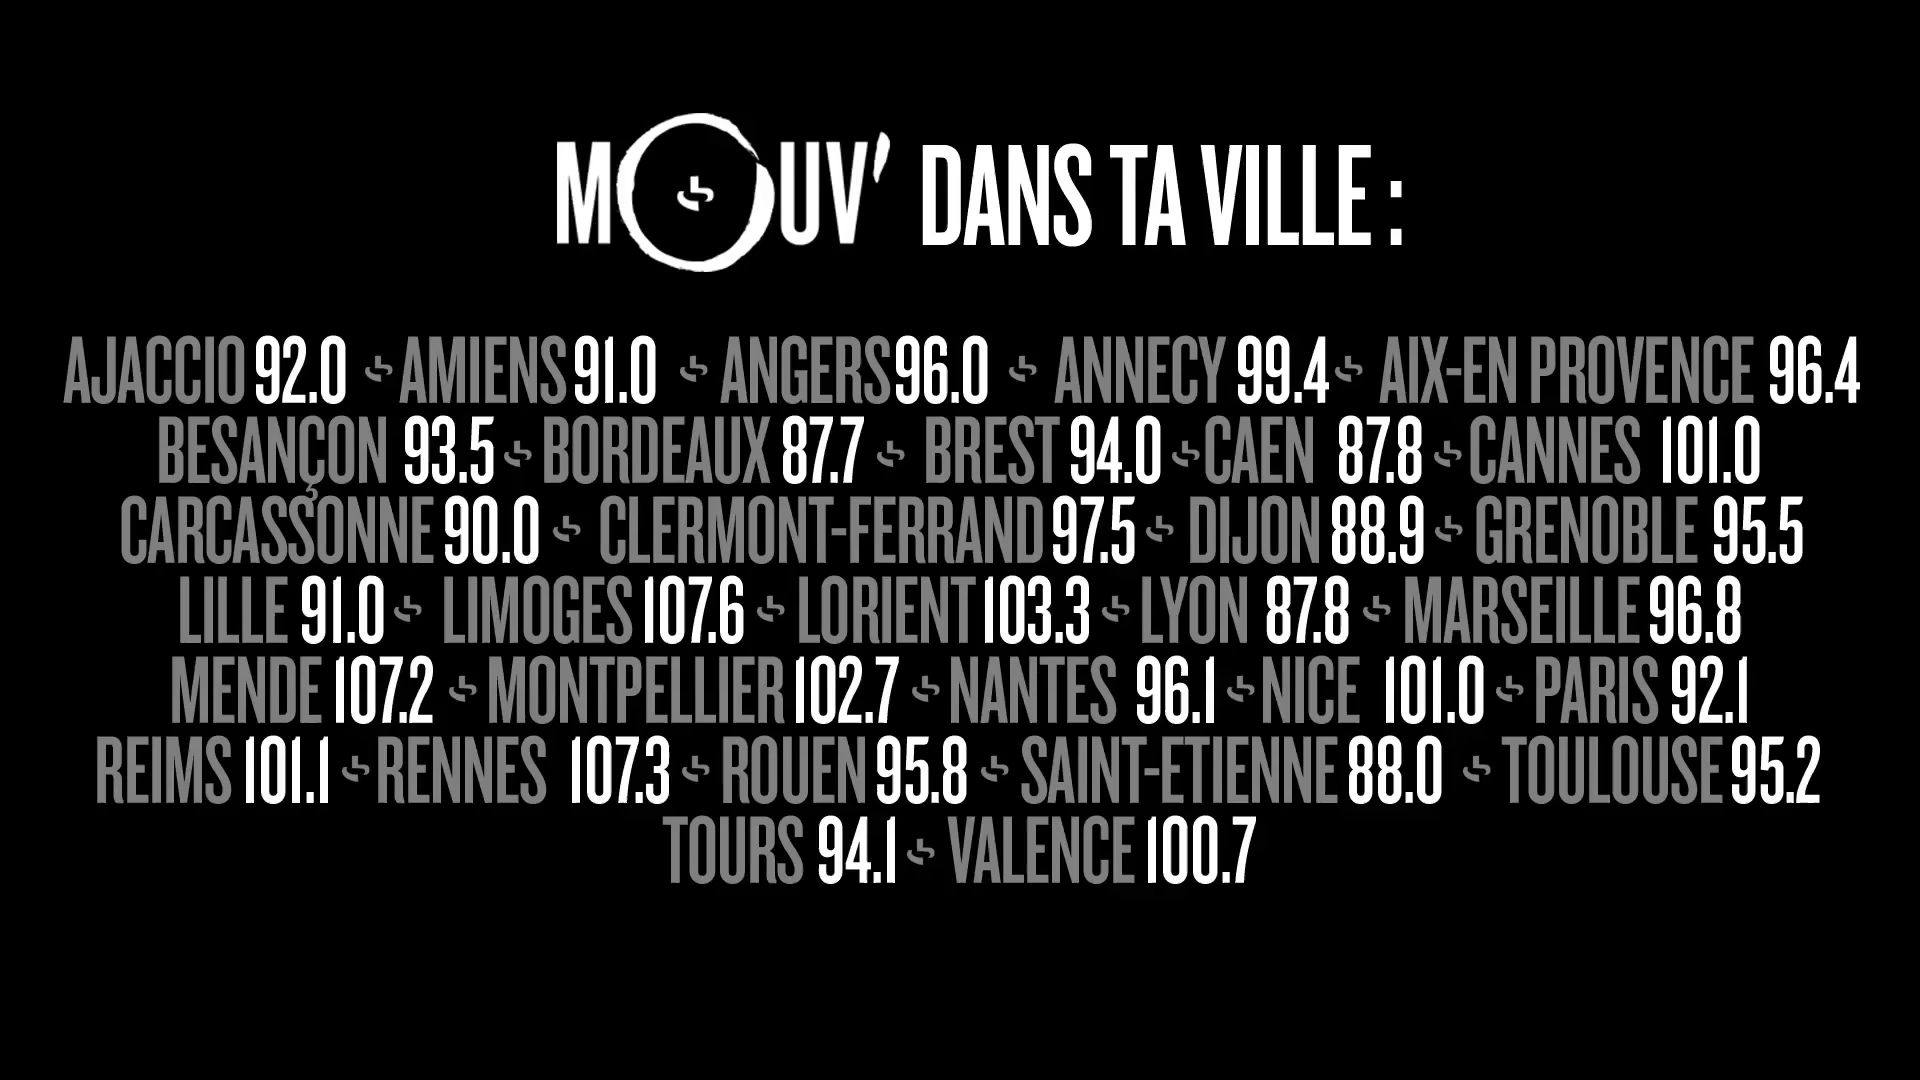 MOUV' DANS TA VILLE :
AJACCIO 92.0 AMIENS 91.0 ANGERS 96.0 ANNECY 99.4 AIX-EN PROVENCE 96.4
BESANÇON 93.5 BORDEAUX 87.7 BREST 94.0 CAEN 87.8 CANNES 101.0
CARCASSONNE 90.0 CLERMONT-FERRAND 97.5 DIJON 88.9 GRENOBLE 95.5
LILLE 91.0 LIMOGES 107.6 LORIENT 103.3 LYON 87.8 MARSEILLE 96.8
MENDE 107.2 MONTPELLIER 102.7 NANTES 96.1 NICE 101.0 PARIS 92.1
REIMS 101.1 RENNES 107.3 ROUEN 95.8 SAINT-ETIENNE 88.0 TOULOUSE 95.2
TOURS 94.1 VALENCE 100.7